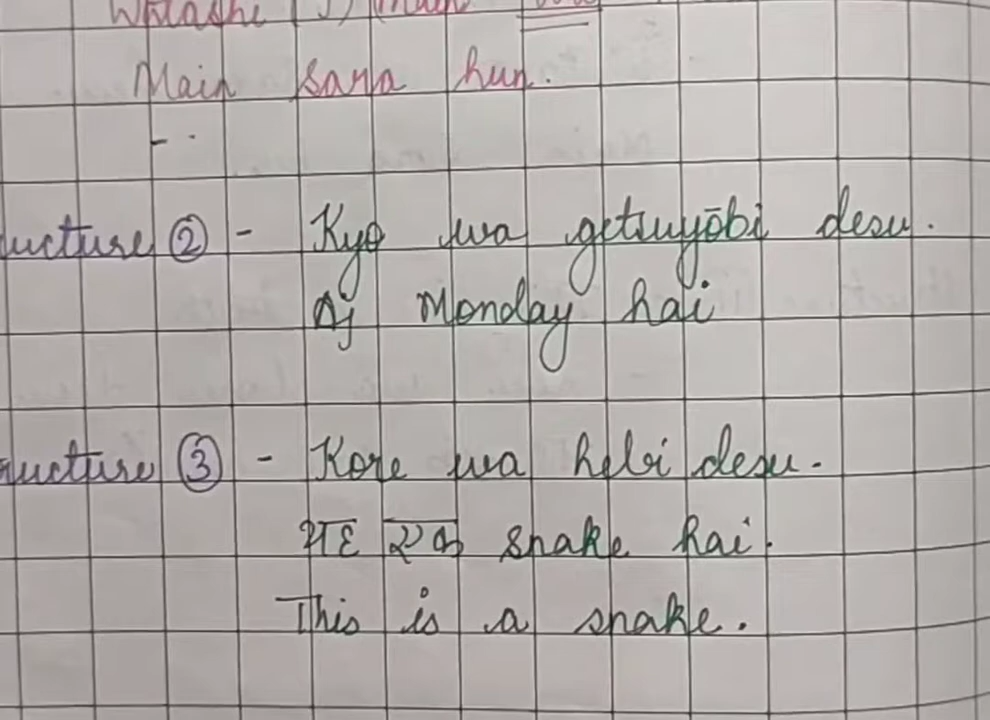 Main Sana hun.
ucture ② - Kyo wa getsuyōbi desu.
Aj Monday hai
ucture ③ - Kore wa hebi desu.
यह एक snake hai.
This is a snake.